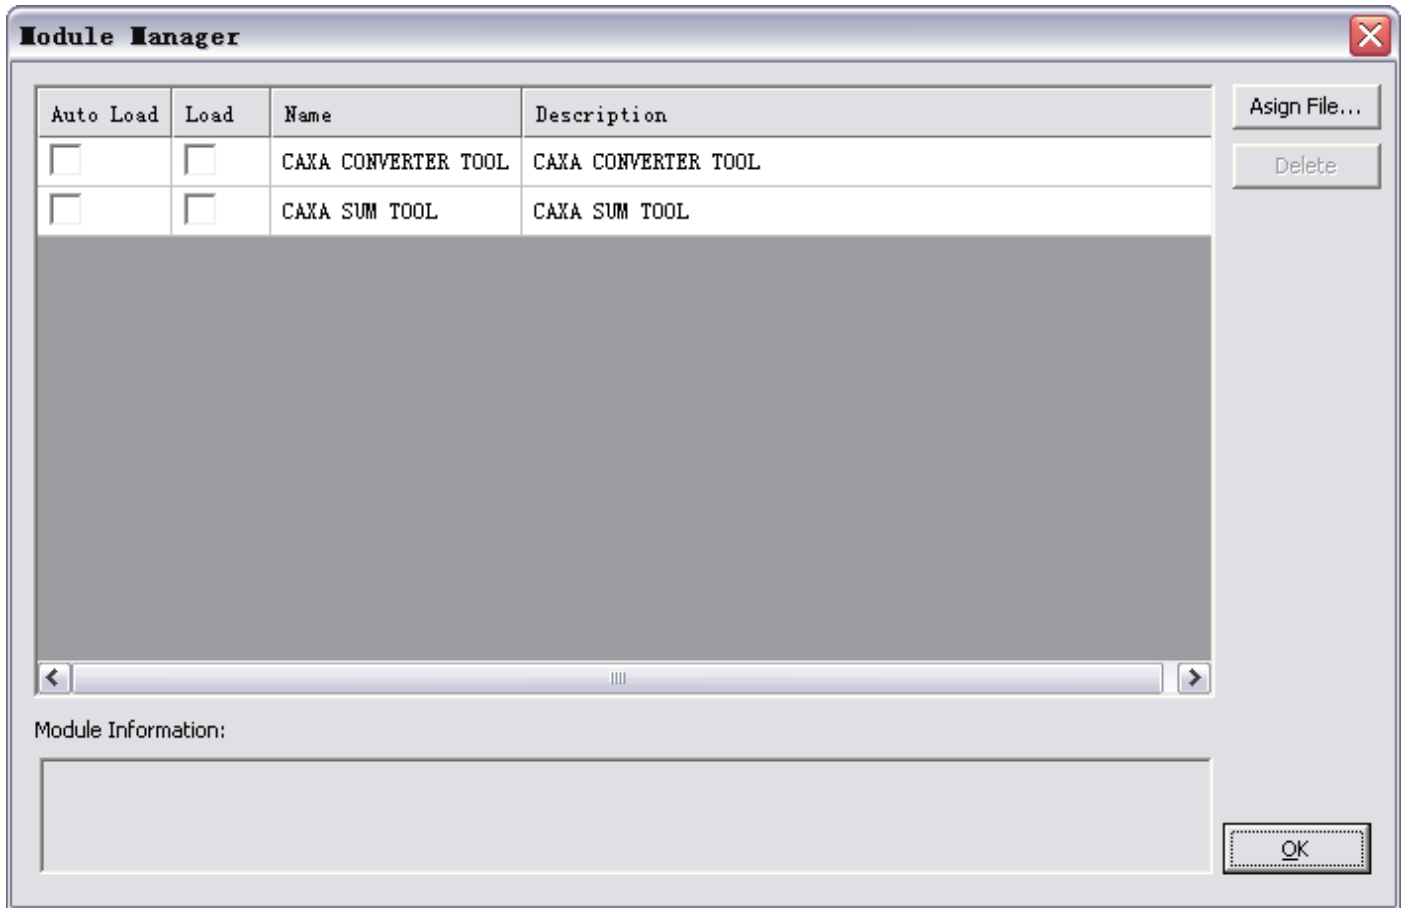 Module Manager
Auto Load Load Name Description
CAXA CONVERTER TOOL CAXA CONVERTER TOOL
CAXA SUM TOOL CAXA SUM TOOL
Asign File...
Delete
Module Information:
OK